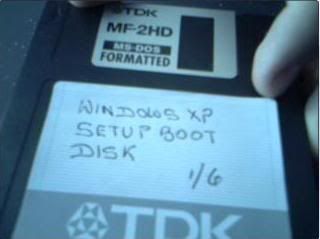 TDK
MF-2HD
MS-DOS
FORMATTED
WINDOWS XP
SETUP BOOT
DISK
1/6
TDK